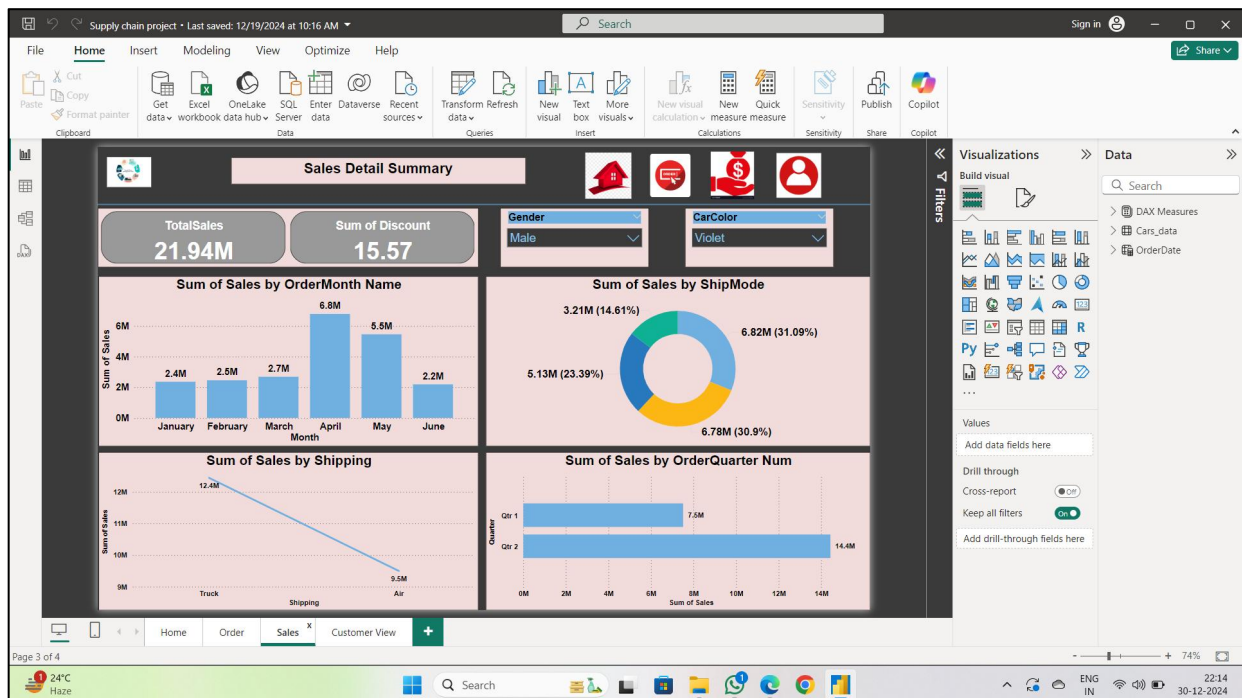 Supply chain project • Last saved: 12/19/2024 at 10:16 AM
Search
Sign in
File Home Insert Modeling View Optimize Help
Share
Paste
Cut
Copy
Format painter
Clipboard
Get data
Excel workbook
OneLake data hub
SQL Server
Enter data
Dataverse
Recent sources
Data
Transform data
Refresh
Queries
New visual
Text box
More visuals
Insert
New visual calculation
New measure
Quick measure
Calculations
Sensitivity
Sensitivity
Publish
Share
Copilot
Copilot
Sales Detail Summary
TotalSales
21.94M
Sum of Discount
15.57
Gender
Male
CarColor
Violet
Sum of Sales by OrderMonth Name
Sum of Sales
6M
4M
2M
0M
2.4M
2.5M
2.7M
6.8M
5.5M
2.2M
January February March April May June
Month
Sum of Sales by ShipMode
3.21M (14.61%)
6.82M (31.09%)
5.13M (23.39%)
6.78M (30.9%)
Sum of Sales by Shipping
Sum of Sales
12M
11M
10M
9M
12.4M
9.5M
Truck Air
Shipping
Sum of Sales by OrderQuarter Num
Quarter
Qtr 1
7.5M
Qtr 2
14.4M
0M 2M 4M 6M 8M 10M 12M 14M
Sum of Sales
Filters
Visualizations
Build visual
123
R
Py
Values
Add data fields here
Drill through
Cross-report
Off
Keep all filters
On
Add drill-through fields here
Data
Search
DAX Measures
Cars_data
OrderDate
Home Order Sales x Customer View +
Page 3 of 4
- + 74%
1
24°C
Haze
Search
ENG
IN
22:14
30-12-2024